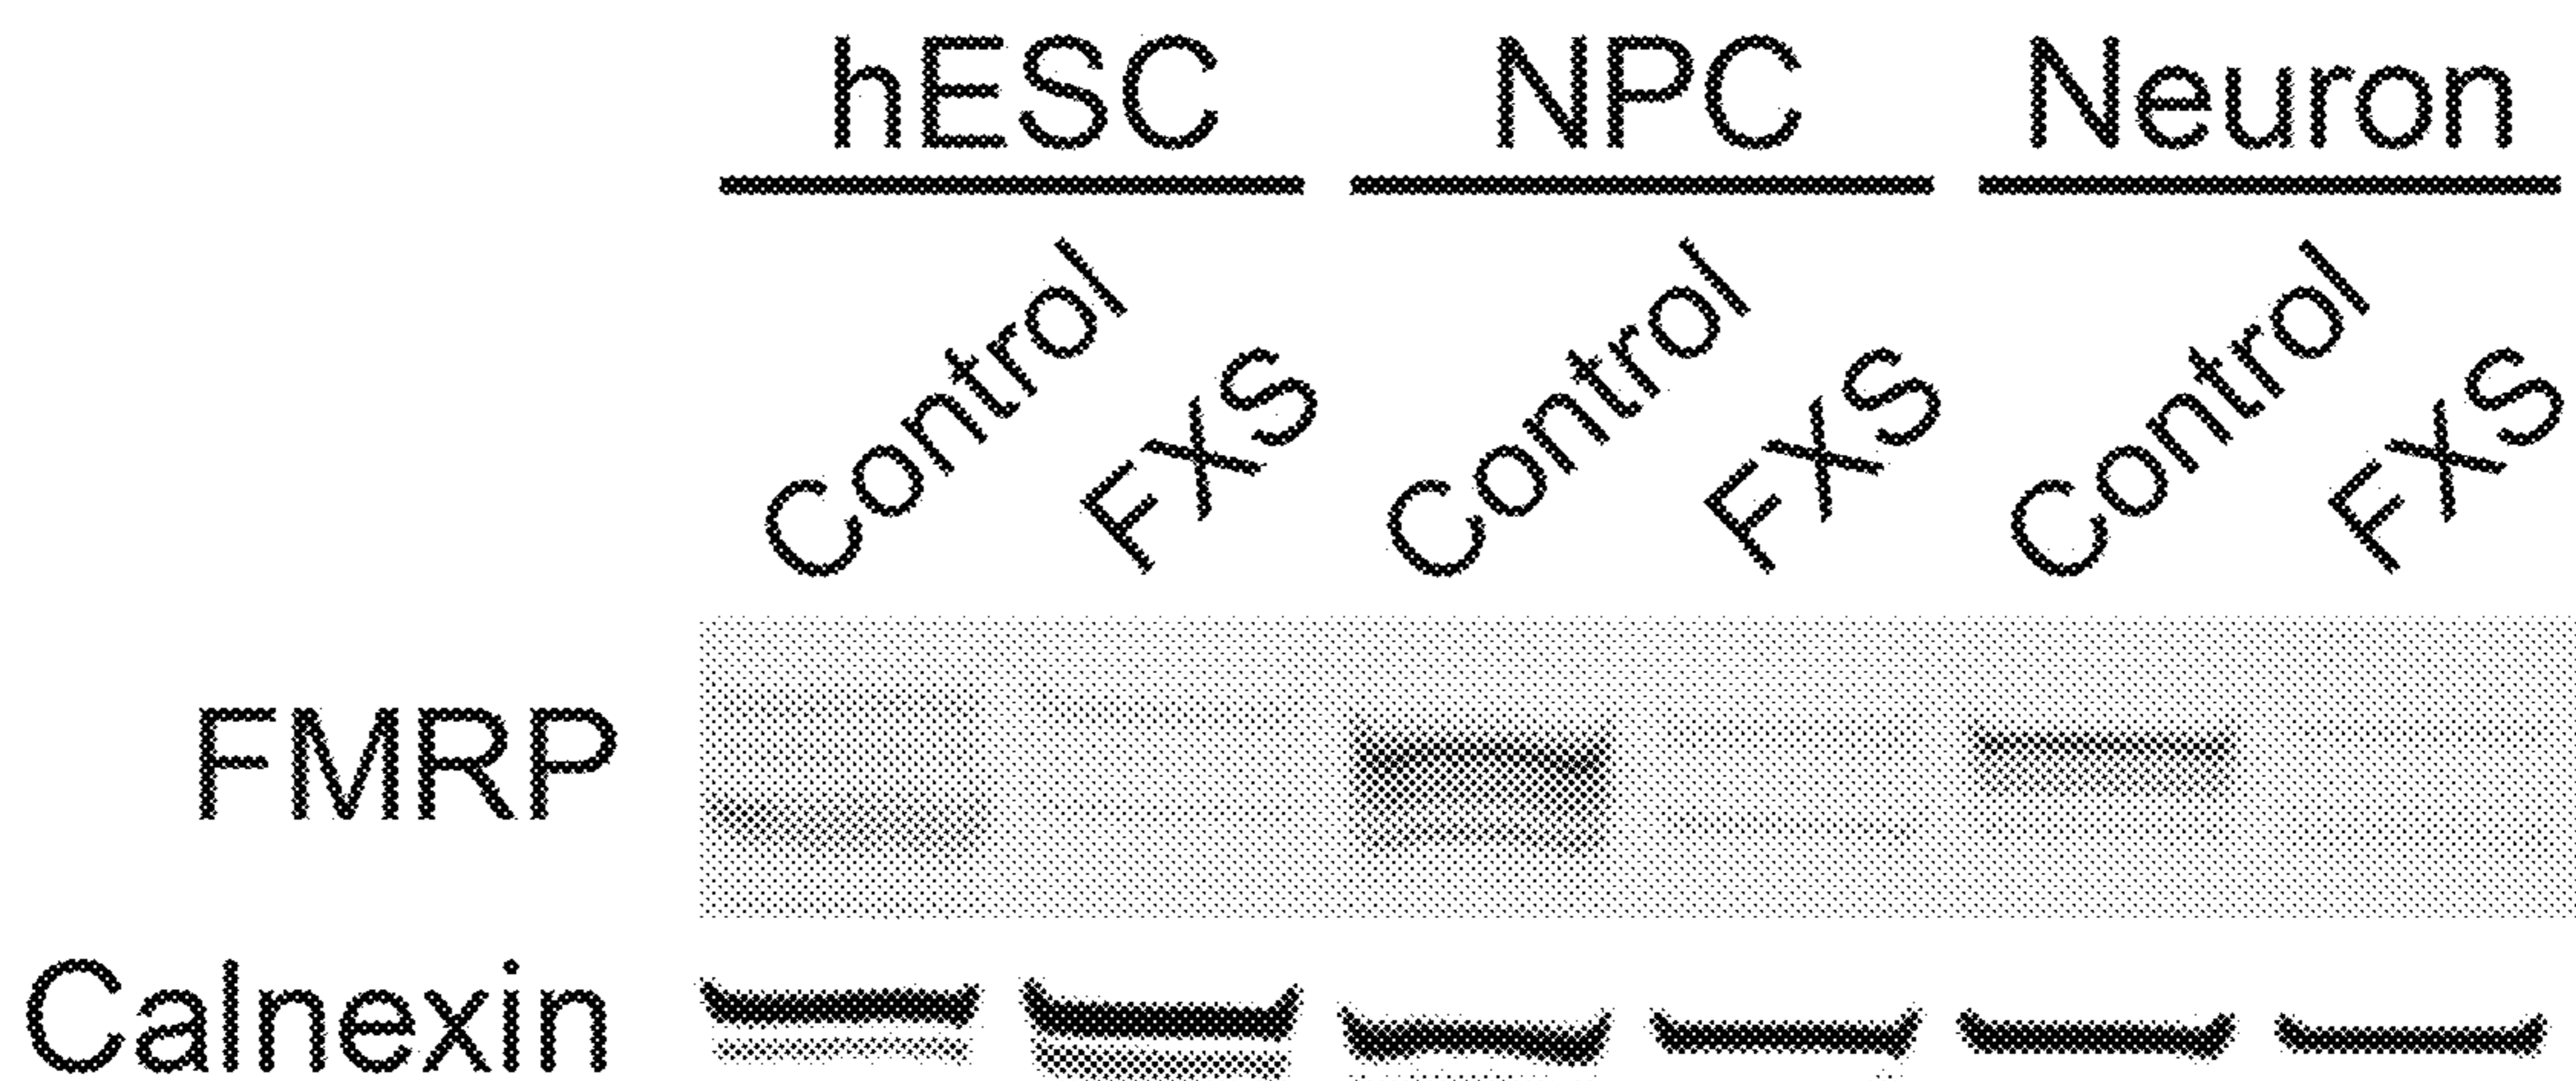 hESC NPC Neuron
Control FXS Control FXS Control FXS
FMRP
Calnexin